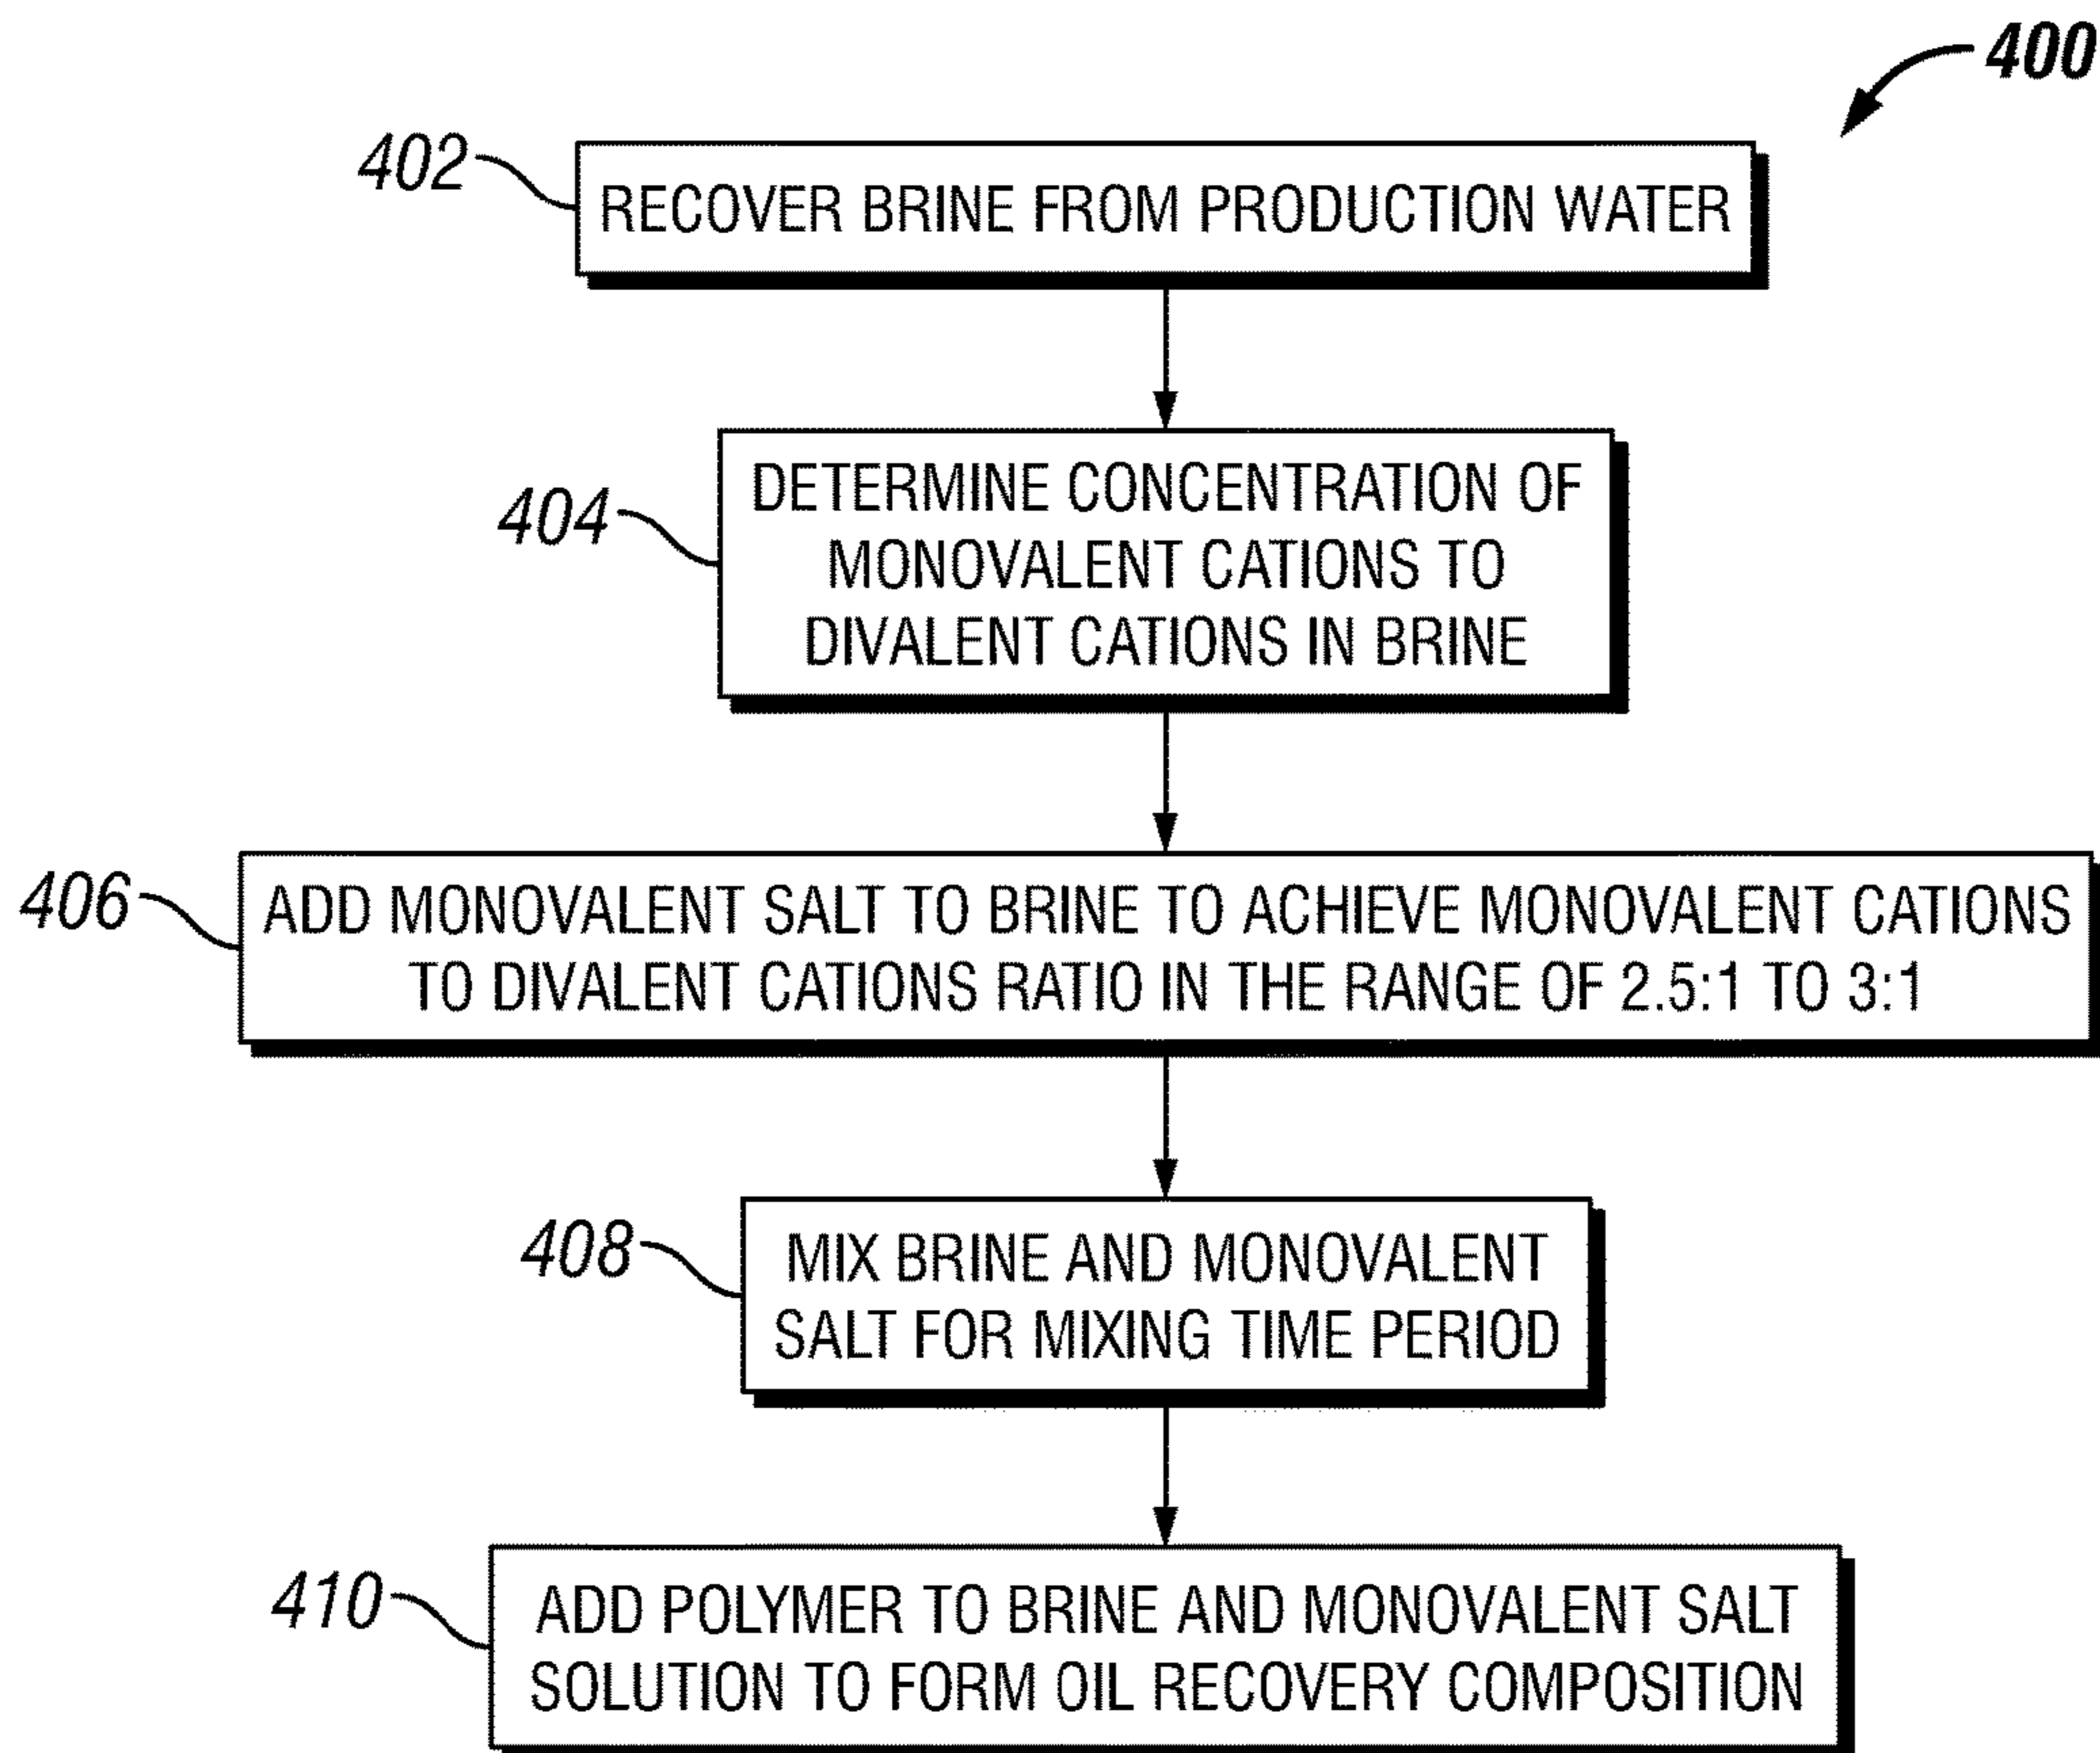 400
402
RECOVER BRINE FROM PRODUCTION WATER
404
DETERMINE CONCENTRATION OF
MONOVALENT CATIONS TO
DIVALENT CATIONS IN BRINE
406
ADD MONOVALENT SALT TO BRINE TO ACHIEVE MONOVALENT CATIONS
TO DIVALENT CATIONS RATIO IN THE RANGE OF 2.5:1 TO 3:1
408
MIX BRINE AND MONOVALENT
SALT FOR MIXING TIME PERIOD
410
ADD POLYMER TO BRINE AND MONOVALENT SALT
SOLUTION TO FORM OIL RECOVERY COMPOSITION